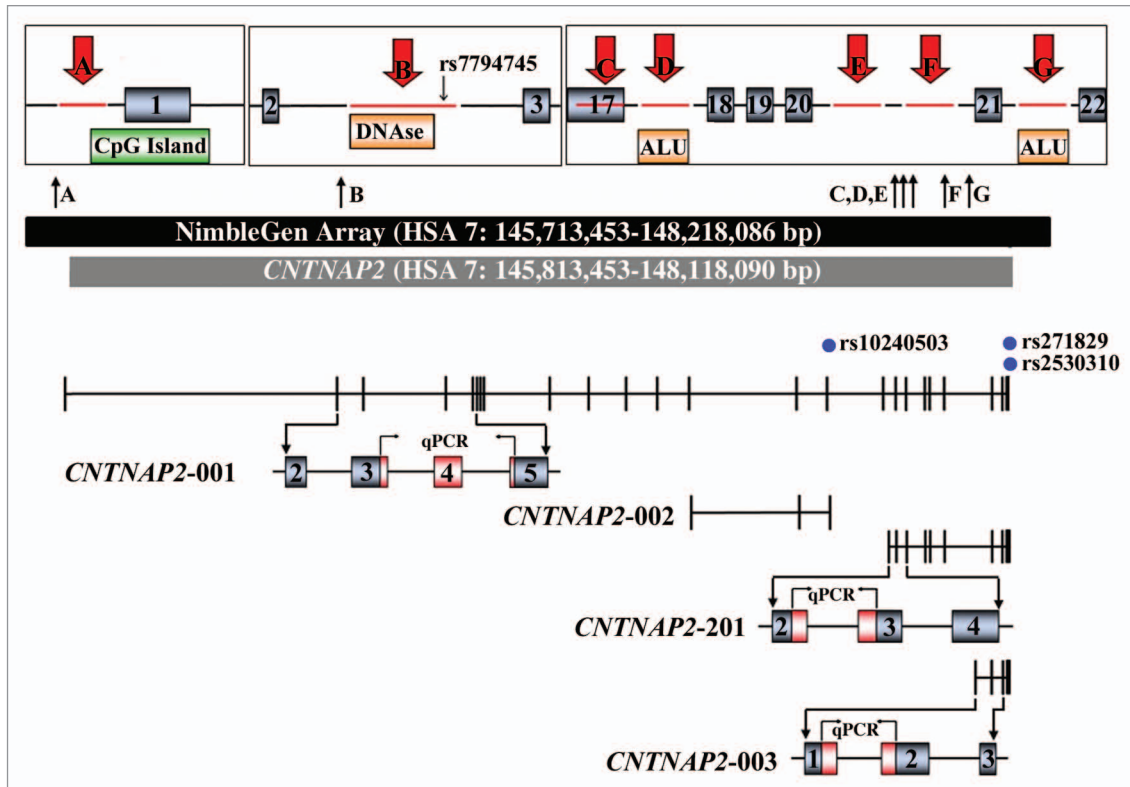 A B rs7794745 C D E F G
1 2 3 17 18 19 20 21 22
CpG Island DNAse ALU ALU
A B C,D,E F G
NimbleGen Array (HSA 7: 145,713,453-148,218,086 bp)
CNTNAP2 (HSA 7: 145,813,453-148,118,090 bp)
rs10240503 rs271829
rs2530310
qPCR
CNTNAP2-001 2 3 4 5
CNTNAP2-002
qPCR
CNTNAP2-201 2 3 4
qPCR
CNTNAP2-003 1 2 3